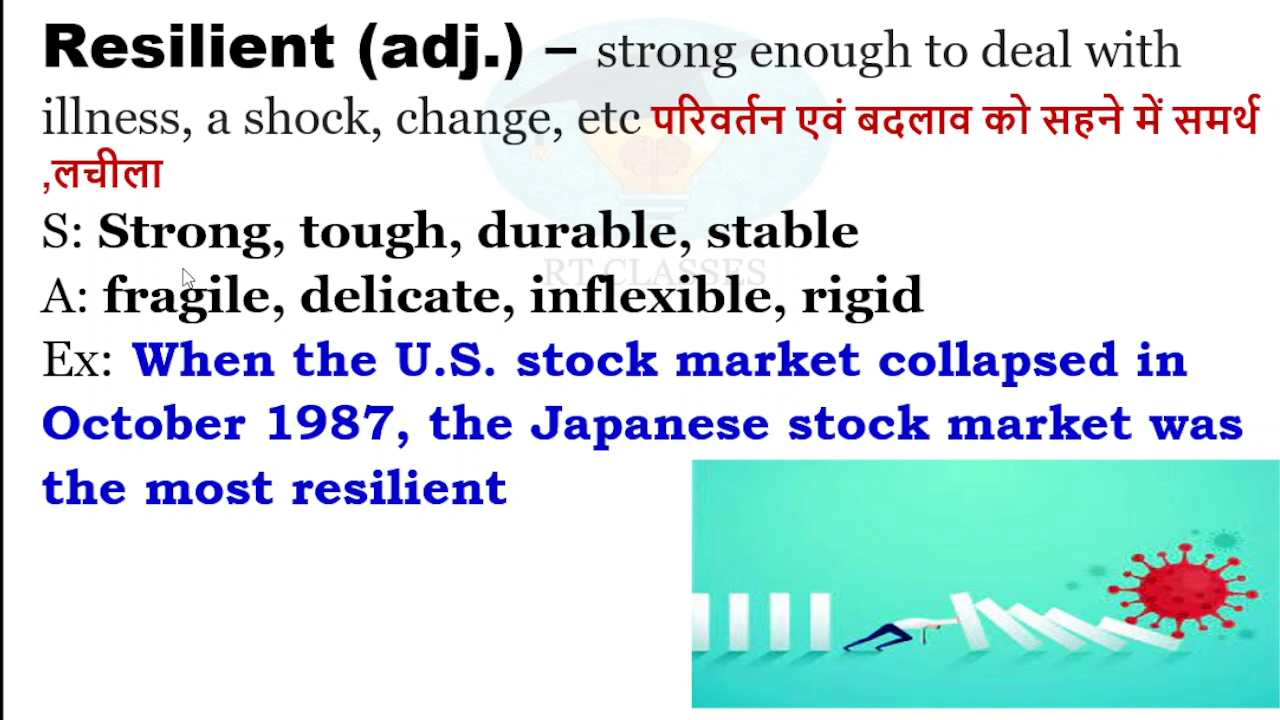 Resilient (adj.) – strong enough to deal with
illness, a shock, change, etc परिवर्तन एवं बदलाव को सहने में समर्थ
,लचीला
S: Strong, tough, durable, stable
RT CLASSES
A: fragile, delicate, inflexible, rigid
Ex: When the U.S. stock market collapsed in
October 1987, the Japanese stock market was
the most resilient